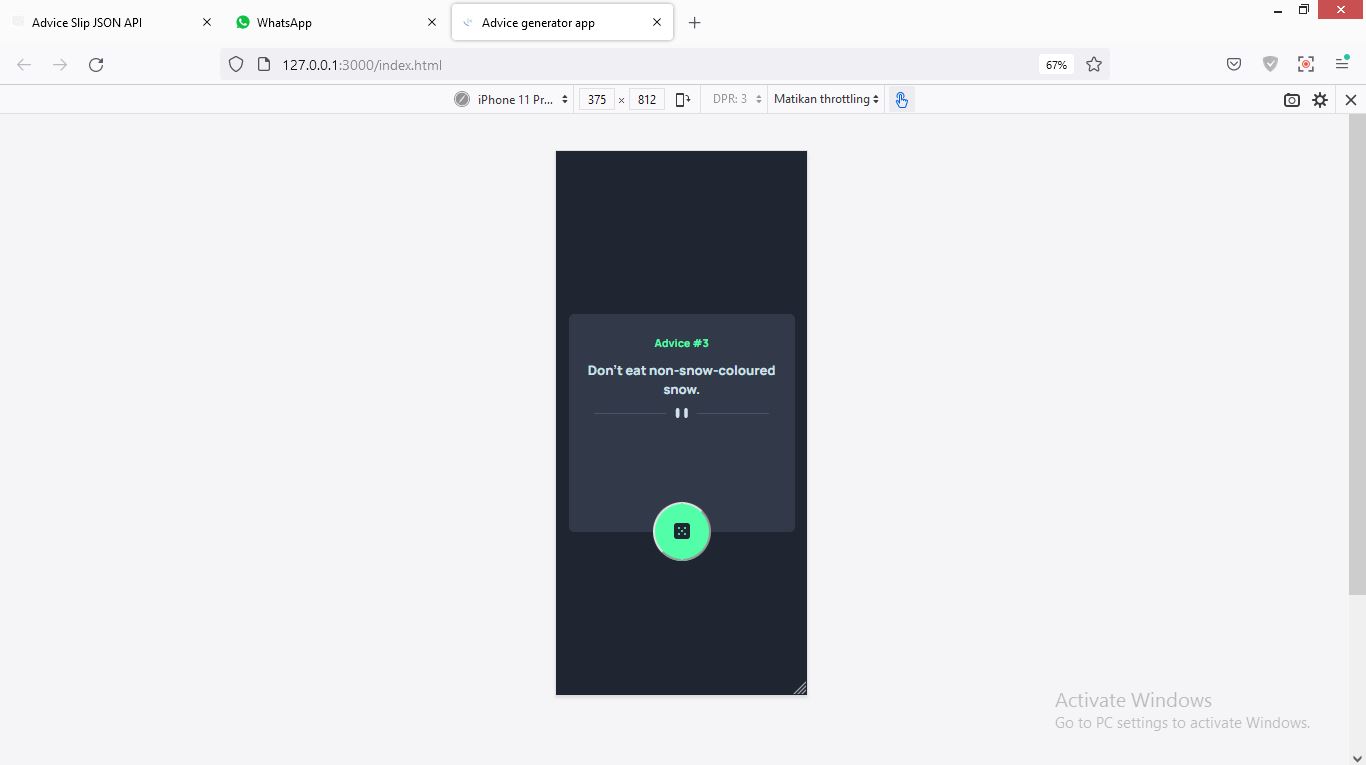 Advice Slip JSON API
WhatsApp
Advice generator app
127.0.0.1:3000/index.html
67%
iPhone 11 Pr...
375 × 812
DPR: 3
Matikan throttling
Advice #3
Don't eat non-snow-coloured
snow.
Activate Windows
Go to PC settings to activate Windows.